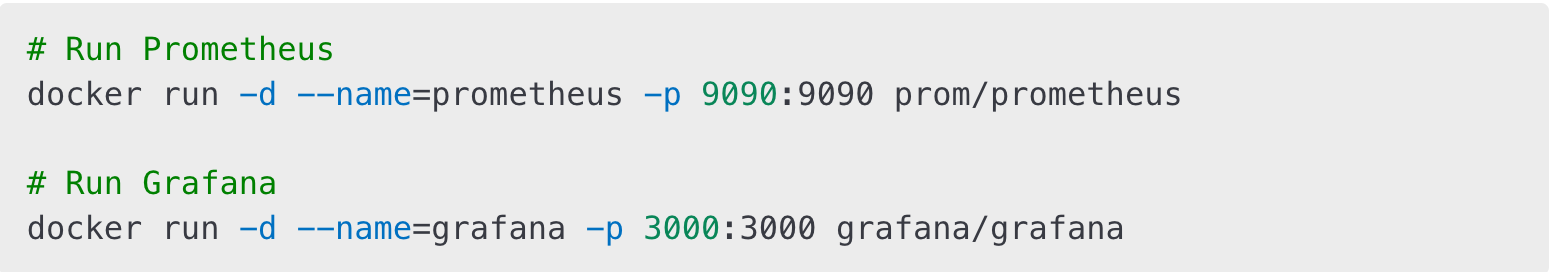 # Run Prometheus
docker run -d --name=prometheus -p 9090:9090 prom/prometheus
# Run Grafana
docker run -d --name=grafana -p 3000:3000 grafana/grafana